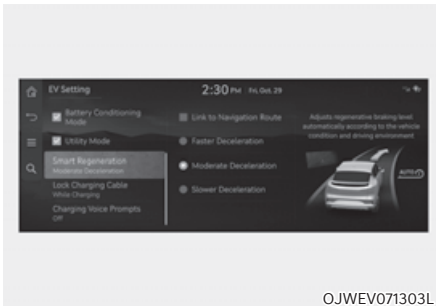 EV Setting
2:30 PM Fri, Oct. 29
Battery Conditioning
Mode
Utility Mode
Smart Regeneration
Moderate Deceleration
Lock Charging Cable
While Charging
Charging Voice Prompts
Off
Link to Navigation Route
Faster Deceleration
Moderate Deceleration
Slower Deceleration
Adjusts regenerative braking level
automatically according to the vehicle
condition and driving environment
AUTO
OJWEV071303L